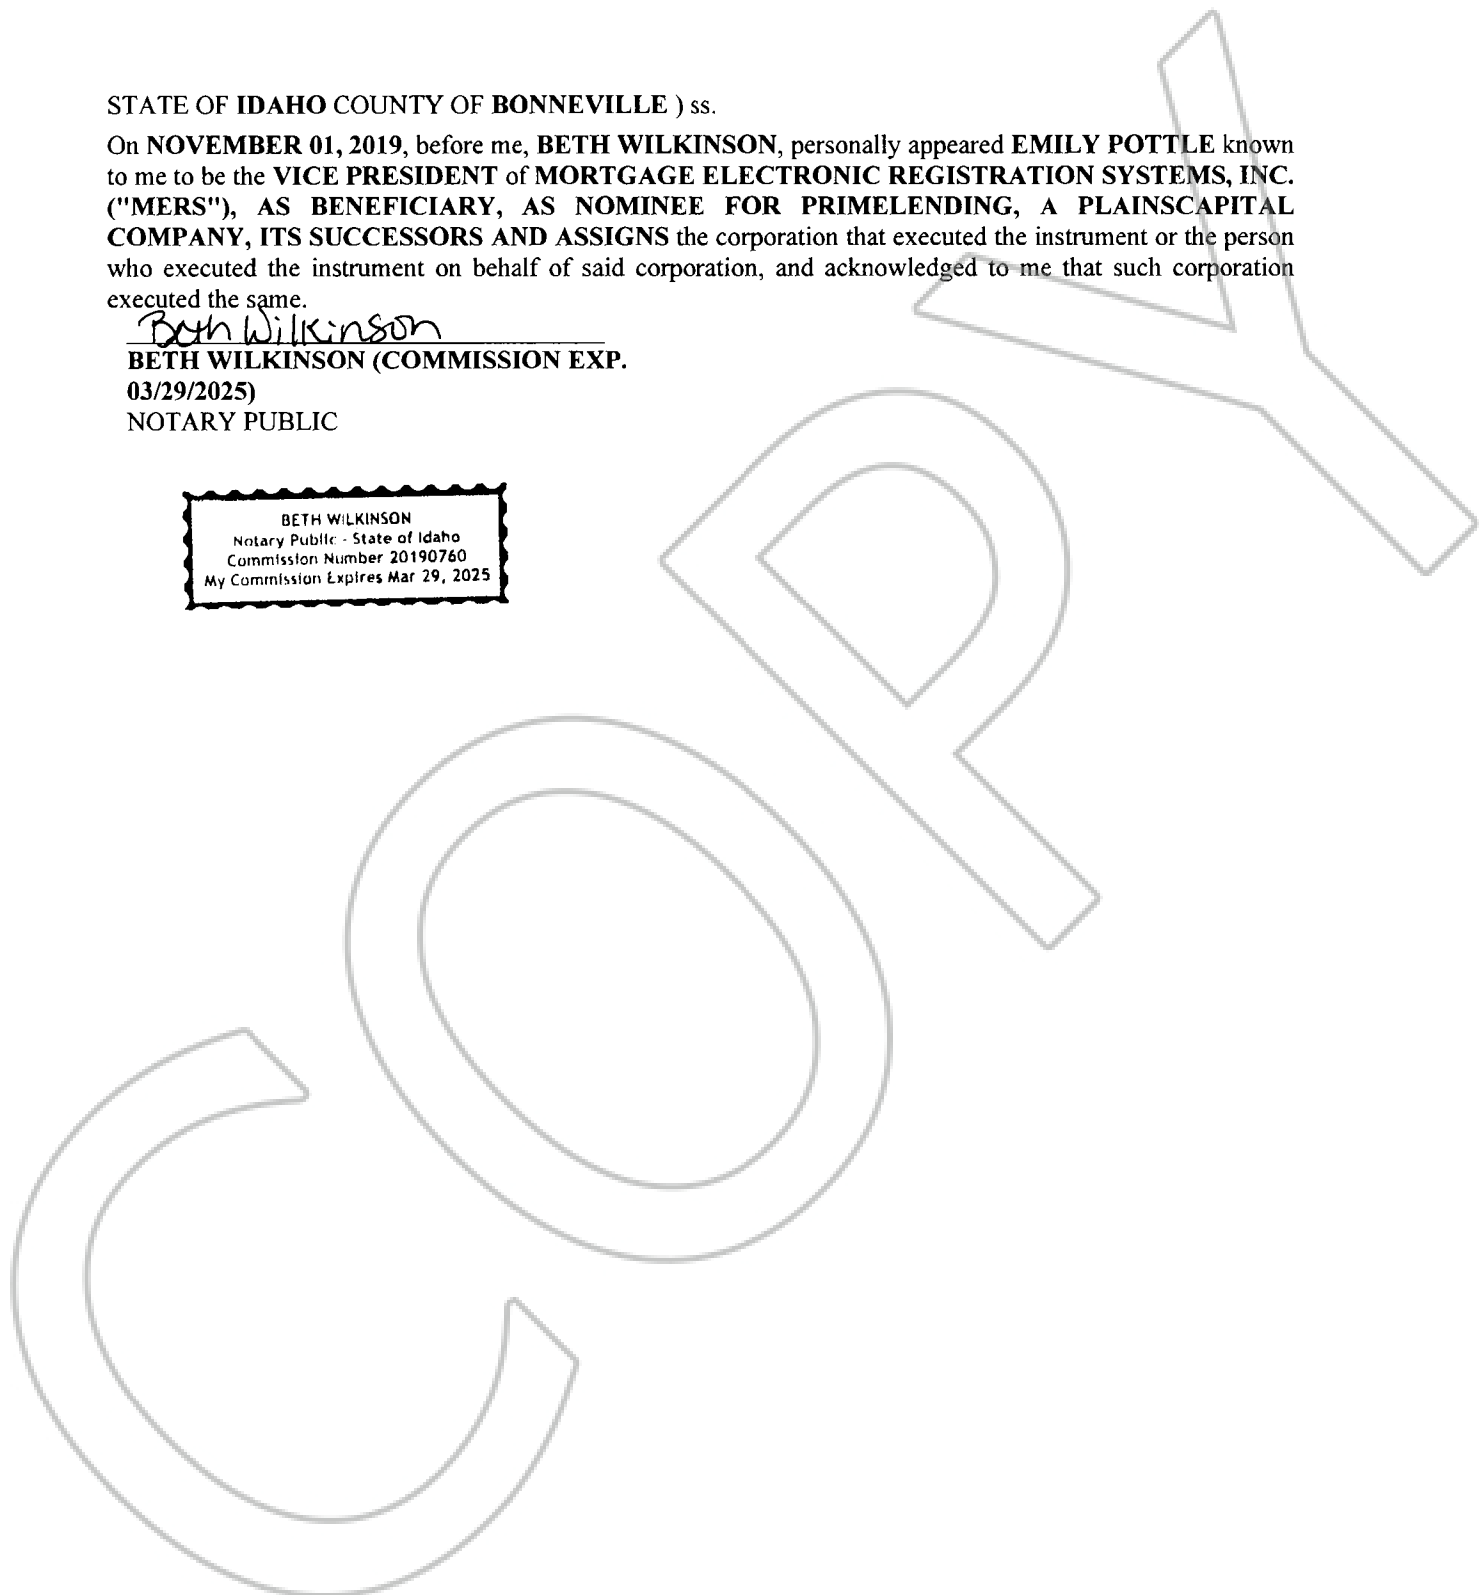 STATE OF IDAHO COUNTY OF BONNEVILLE ) ss.
On NOVEMBER 01, 2019, before me, BETH WILKINSON, personally appeared EMILY POTTLE known
to me to be the VICE PRESIDENT of MORTGAGE ELECTRONIC REGISTRATION SYSTEMS, INC.
("MERS"), AS BENEFICIARY, AS NOMINEE FOR PRIMELENDING, A PLAINSCAPITAL
COMPANY, ITS SUCCESSORS AND ASSIGNS the corporation that executed the instrument or the person
who executed the instrument on behalf of said corporation, and acknowledged to me that such corporation
executed the same.
Beth Wilkinson
BETH WILKINSON (COMMISSION EXP.
03/29/2025)
NOTARY PUBLIC
BETH WILKINSON
Notary Public - State of Idaho
Commission Number 20190760
My Commission Expires Mar 29, 2025
COPY